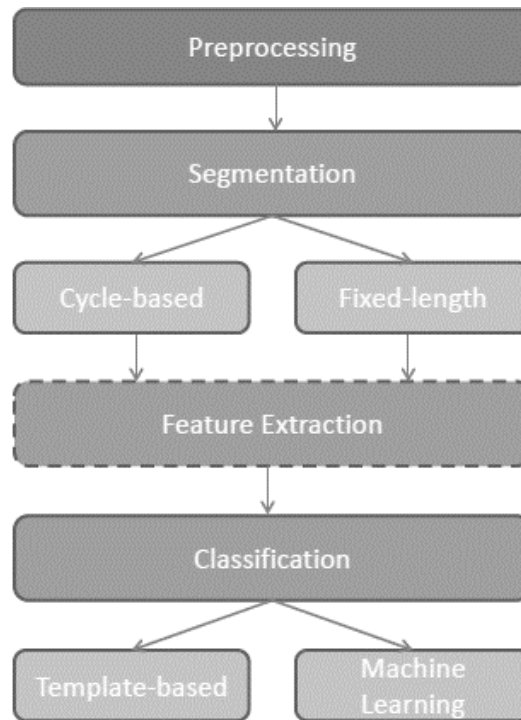 Preprocessing
Segmentation
Cycle-based
Fixed-length
Feature Extraction
Classification
Template-based
Machine
Learning